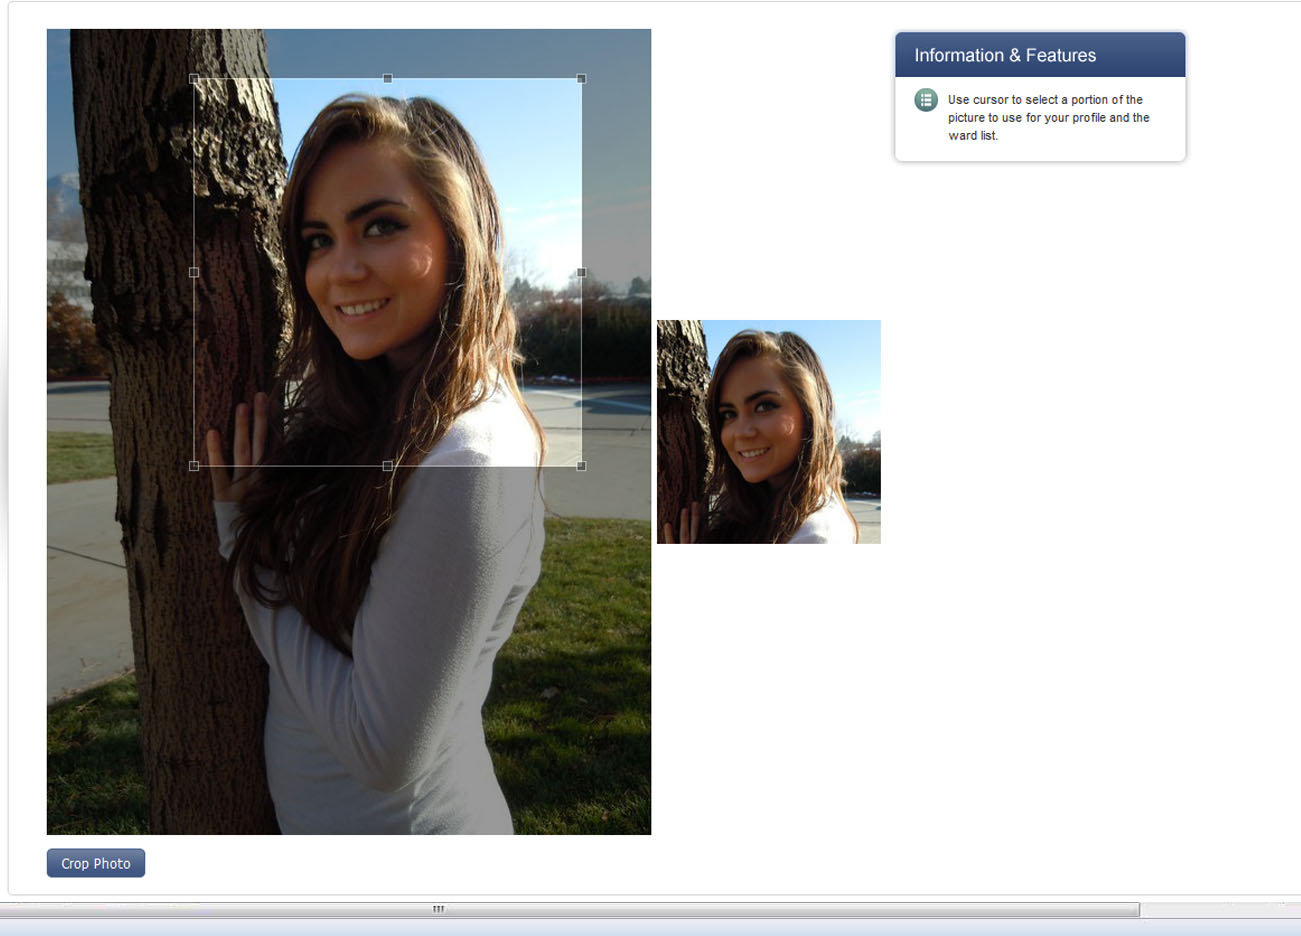 Information & Features
Use cursor to select a portion of the
picture to use for your profile and the
ward list.
Crop Photo